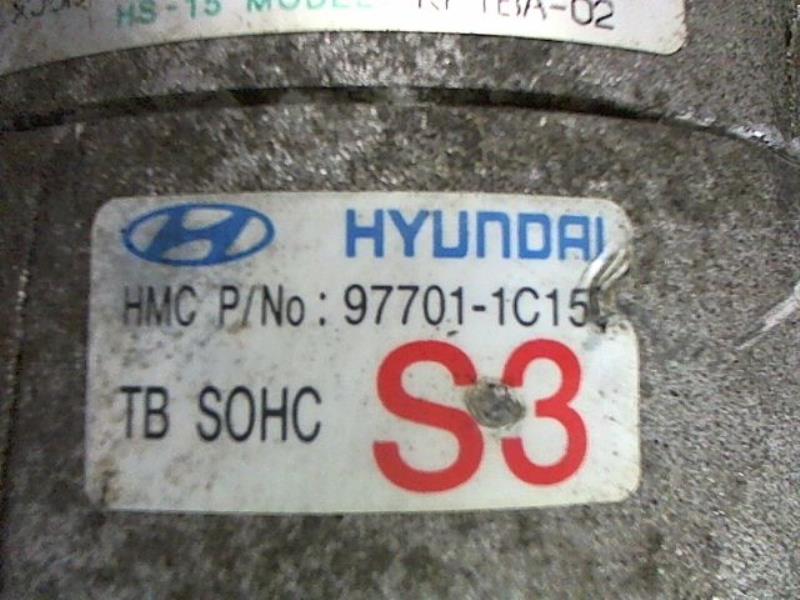 HS-15 MODEL
HYUNDAI
HMC P/No: 97701-1C15
TB SOHC
S3